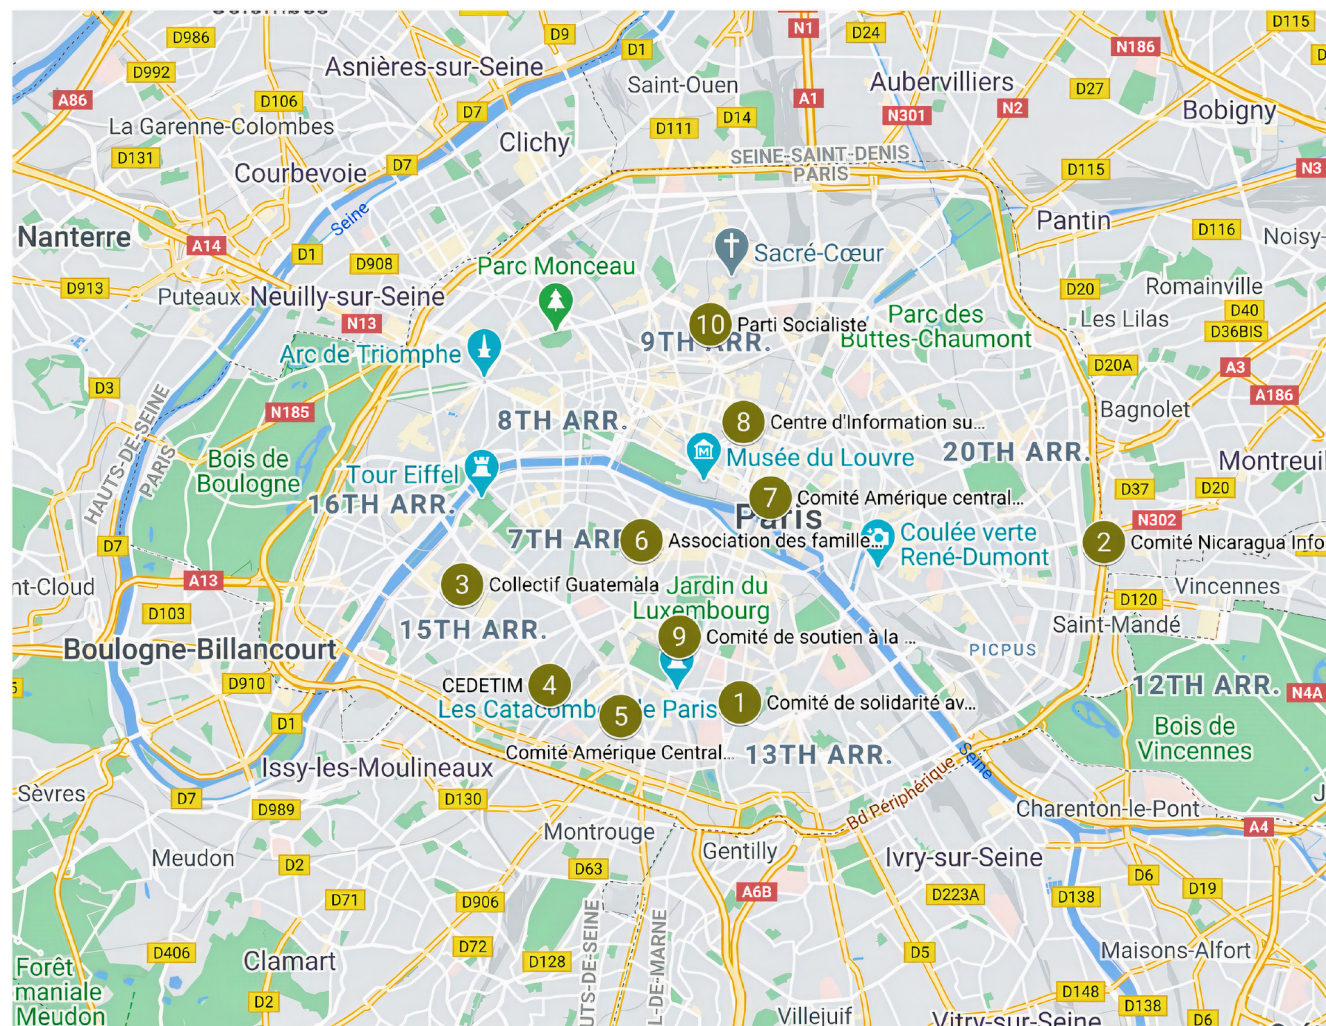 D986
D9
D1
N1
D24
D115
N186
Asnières-sur-Seine
D992
Saint-Ouen
Aubervilliers
A86
D106
D7
A1
D27
N2
Bobigny
La Garenne-Colombes
D111
D14
N301
D131
Clichy
SEINE-SAINT-DENIS
PARIS
D7
Courbevoie
D115
N3
Seine
Pantin
Nanterre
A14
D1
D116
Noisy-
Sacré-Cœur
D908
Parc Monceau
D913
Puteaux
Neuilly-sur-Seine
D20
Romainville
N13
10 Parti Socialiste
9TH ARR.
Parc des
Buttes-Chaumont
Les Lilas
D40
D36BIS
Arc de Triomphe
D20A
A3
D3
A186
N185
8TH ARR.
8 Centre d'Information su...
Bagnolet
HAUTS-DE-SEINE
PARIS
Bois de
Boulogne
Tour Eiffel
Musée du Louvre
20TH ARR.
Montreuil
16TH ARR.
7 Comité Amérique central...
Paris
D37
D20
N302
7TH ARR
6 Association des famille...
Coulée verte
René-Dumont
2 Comité Nicaragua Info
D7
nt-Cloud
A13
3 Collectif Guatemala
Jardin du
Luxembourg
Vincennes
D103
D120
15TH ARR.
9 Comité de soutien à la ...
Saint-Mandé
Boulogne-Billancourt
PICPUS
D910
CEDETIM 4
Les Catacombes de Paris
5
1 Comité de solidarité av...
12TH ARR.
N4A
D1
Comité Amérique Central...
13TH ARR.
Bois de
Vincennes
Issy-les-Moulineaux
Seine
Sèvres
D7
D989
D130
Bd Périphérique
Charenton-le-Pont
A4
Montrouge
Gentilly
Meudon
D2
D63
Ivry-sur-Seine
D71
D906
A6B
D223A
D138
D6
D19
D406
Clamart
D72
D128
UTS-DE-SEINE
L-DE-MARNE
D5
Maisons-Alfort
Forêt
maniale
Meudon
D2
D148
D138
D6
Villejuif
Vitry-sur-Seine